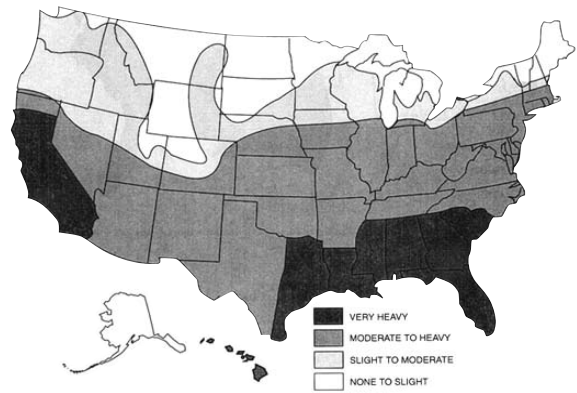 VERY HEAVY
MODERATE TO HEAVY
SLIGHT TO MODERATE
NONE TO SLIGHT